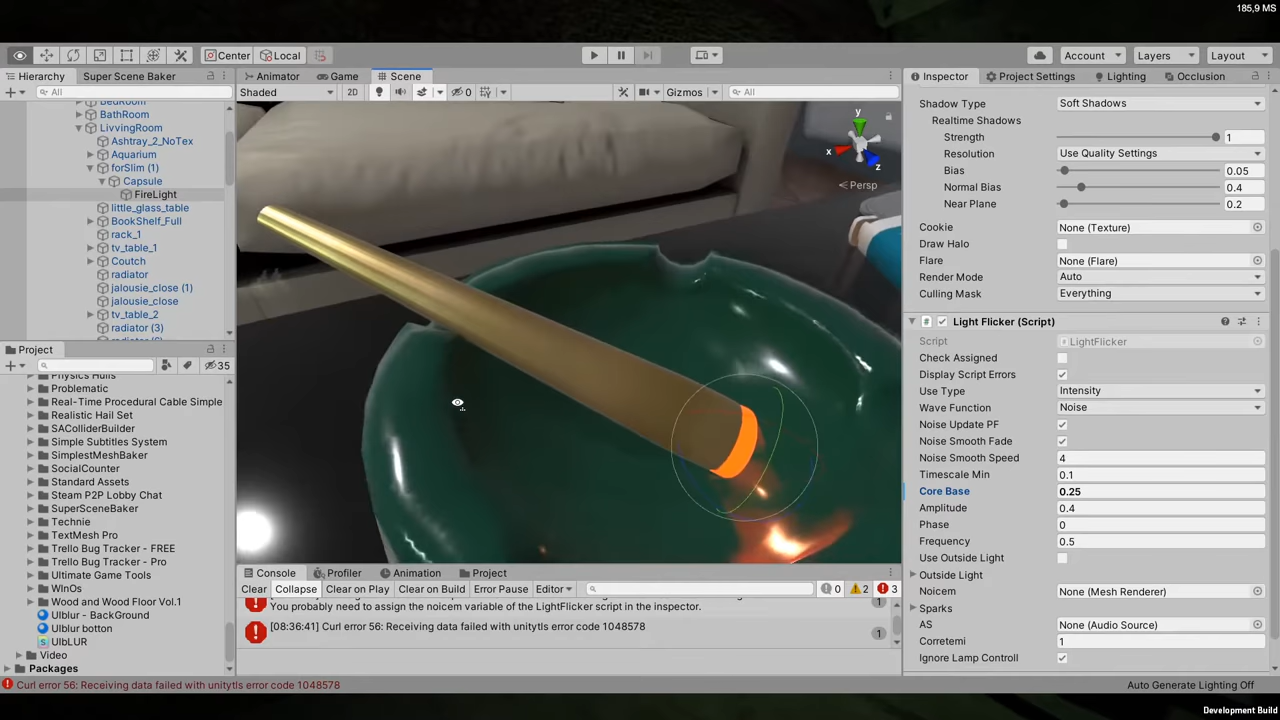 185,9 MS
Center
Local
Account
Layers
Layout
Hierarchy
Super Scene Baker
Animator
Game
Scene
Inspector
Project Settings
Lighting
Occlusion
All
Shaded
2D
0
Gizmos
All
BedRoom
BathRoom
LivvingRoom
Ashtray_2_NoTex
Aquarium
forSlim (1)
Capsule
FireLight
little_glass_table
BookShelf_Full
rack_1
tv_table_1
Coutch
radiator
jalousie_close (1)
jalousie_close
tv_table_2
radiator (3)
y
x
z
Persp
Shadow Type
Soft Shadows
Realtime Shadows
Strength
1
Resolution
Use Quality Settings
Bias
0.05
Normal Bias
0.4
Near Plane
0.2
Cookie
None (Texture)
Draw Halo
Flare
None (Flare)
Render Mode
Auto
Culling Mask
Everything
# Light Flicker (Script)
Script
LightFlicker
Check Assigned
Display Script Errors
Use Type
Intensity
Wave Function
Noise
Noise Update PF
Noise Smooth Fade
Noise Smooth Speed
4
Timescale Min
0.1
Core Base
0.25
Amplitude
0.4
Phase
0
Frequency
0.5
Use Outside Light
Outside Light
Noicem
None (Mesh Renderer)
Sparks
AS
None (Audio Source)
Corretemi
1
Ignore Lamp Controll
Project
35
Physics Hulls
Problematic
Real-Time Procedural Cable Simple
Realistic Hail Set
SAColliderBuilder
Simple Subtitles System
SimplestMeshBaker
SocialCounter
Standard Assets
Steam P2P Lobby Chat
SuperSceneBaker
Technie
TextMesh Pro
Trello Bug Tracker - FREE
Trello Bug Tracker - Pro
Ultimate Game Tools
WInOs
Wood and Wood Floor Vol.1
UIblur - BackGround
UIblur botton
UIbLUR
Video
Packages
Console
Profiler
Animation
Project
Clear
Collapse
Clear on Play
Clear on Build
Error Pause
Editor
0
2
3
You probably need to assign the noicem variable of the LightFlicker script in the inspector.
1
[08:36:41] Curl error 56: Receiving data failed with unitytls error code 1048578
1
Curl error 56: Receiving data failed with unitytls error code 1048578
Auto Generate Lighting Off
Development Build